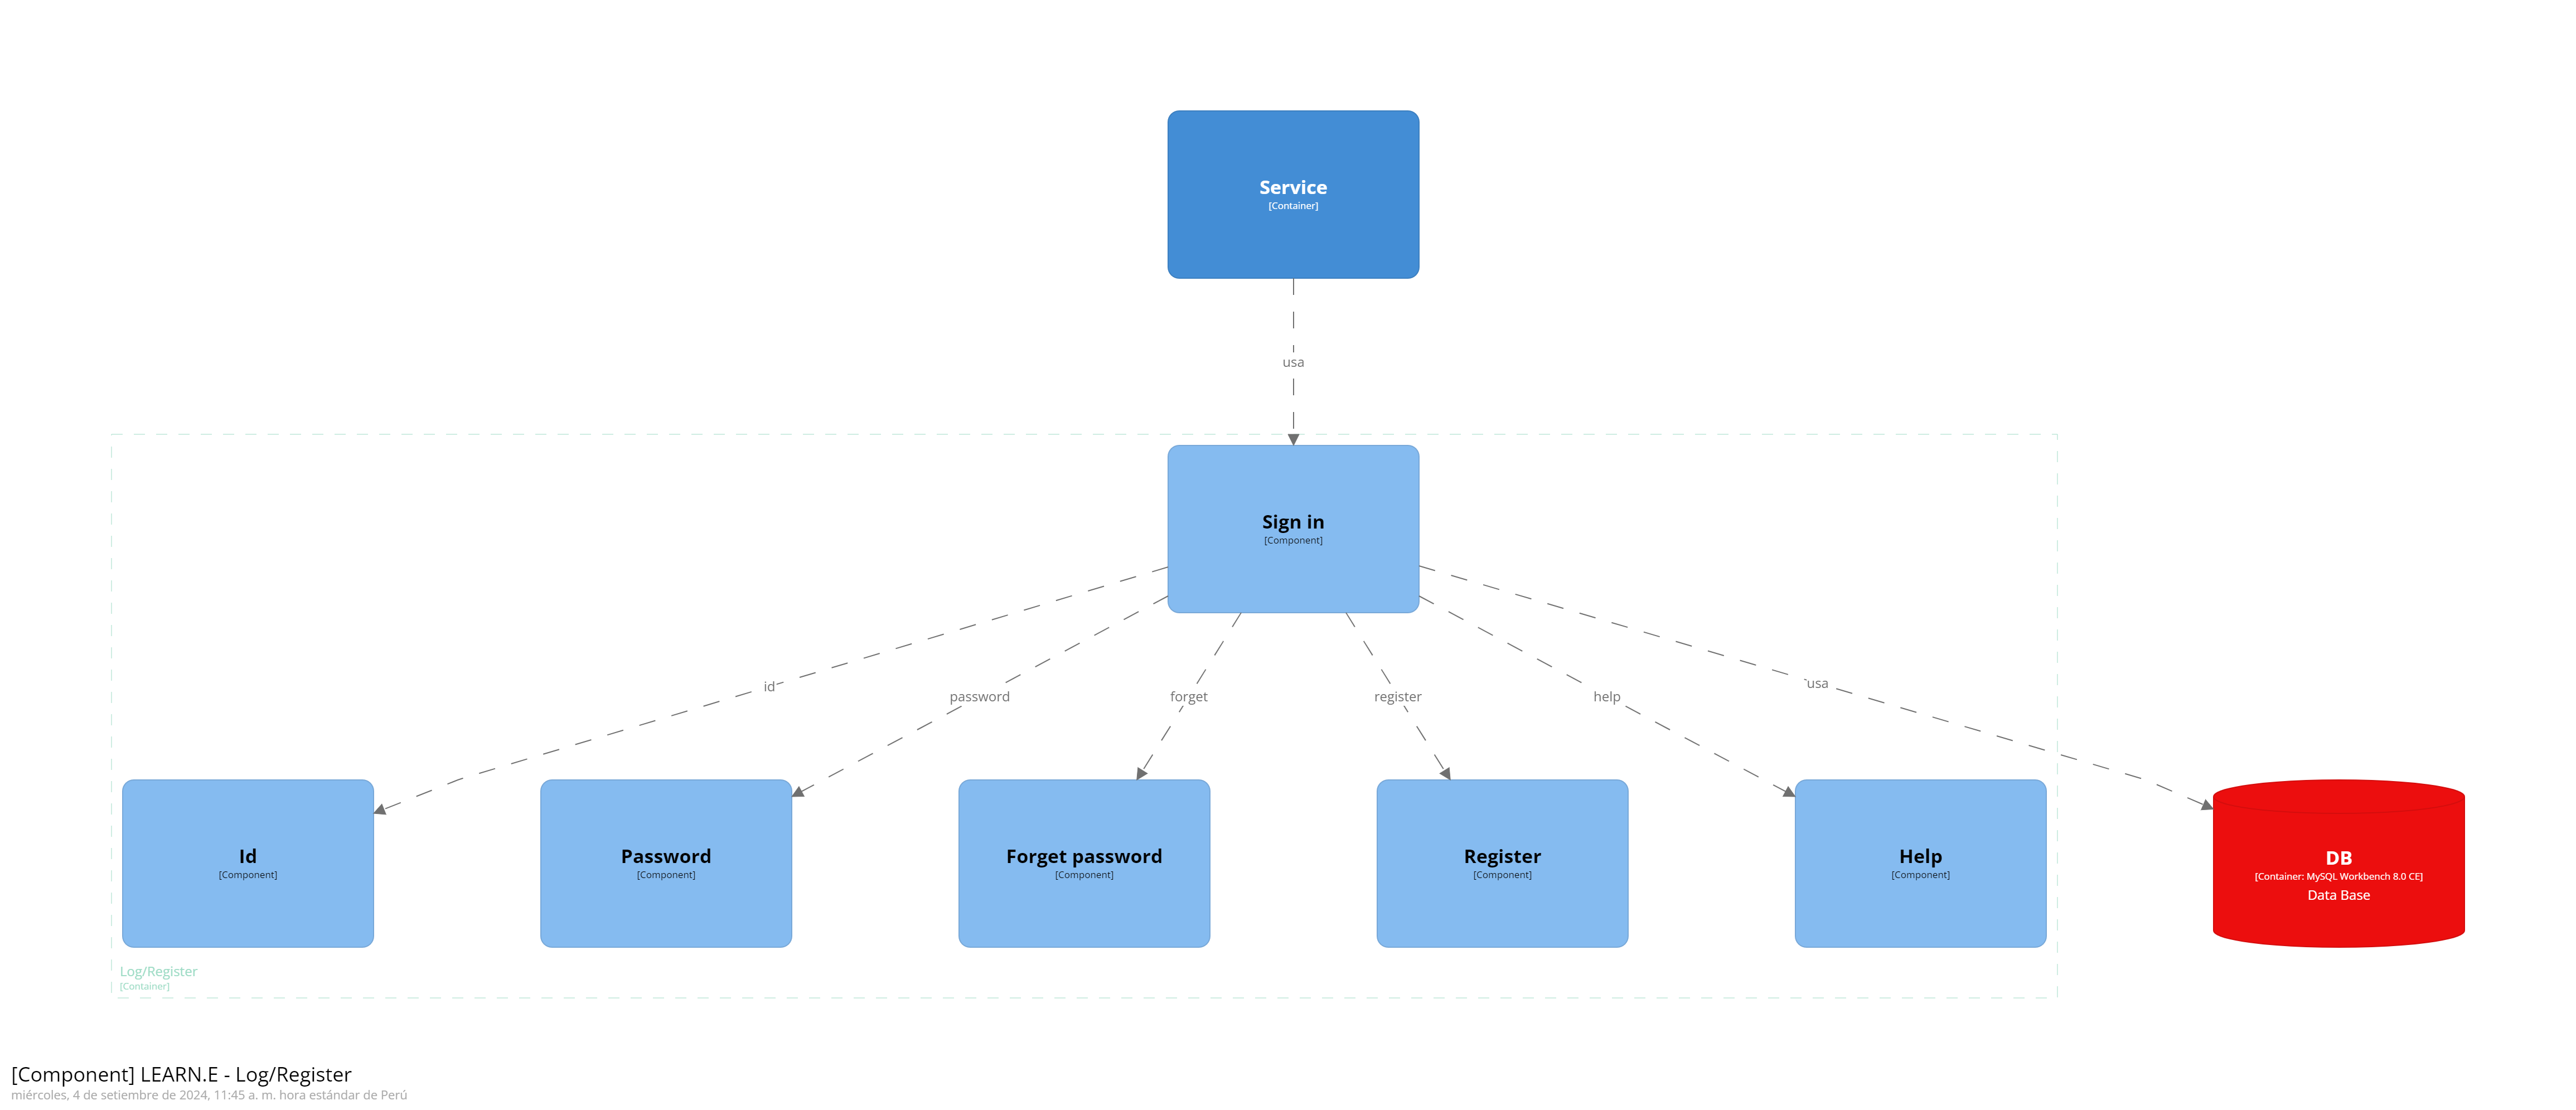 Service
[Container]
usa
Sign in
[Component]
id
password
forget
register
help
usa
Id
[Component]
Password
[Component]
Forget password
[Component]
Register
[Component]
Help
[Component]
DB
[Container: MySQL Workbench 8.0 CE]
Data Base
Log/Register
[Container]
[Component] LEARN.E - Log/Register
miércoles, 4 de setiembre de 2024, 11:45 a. m. hora estándar de Perú